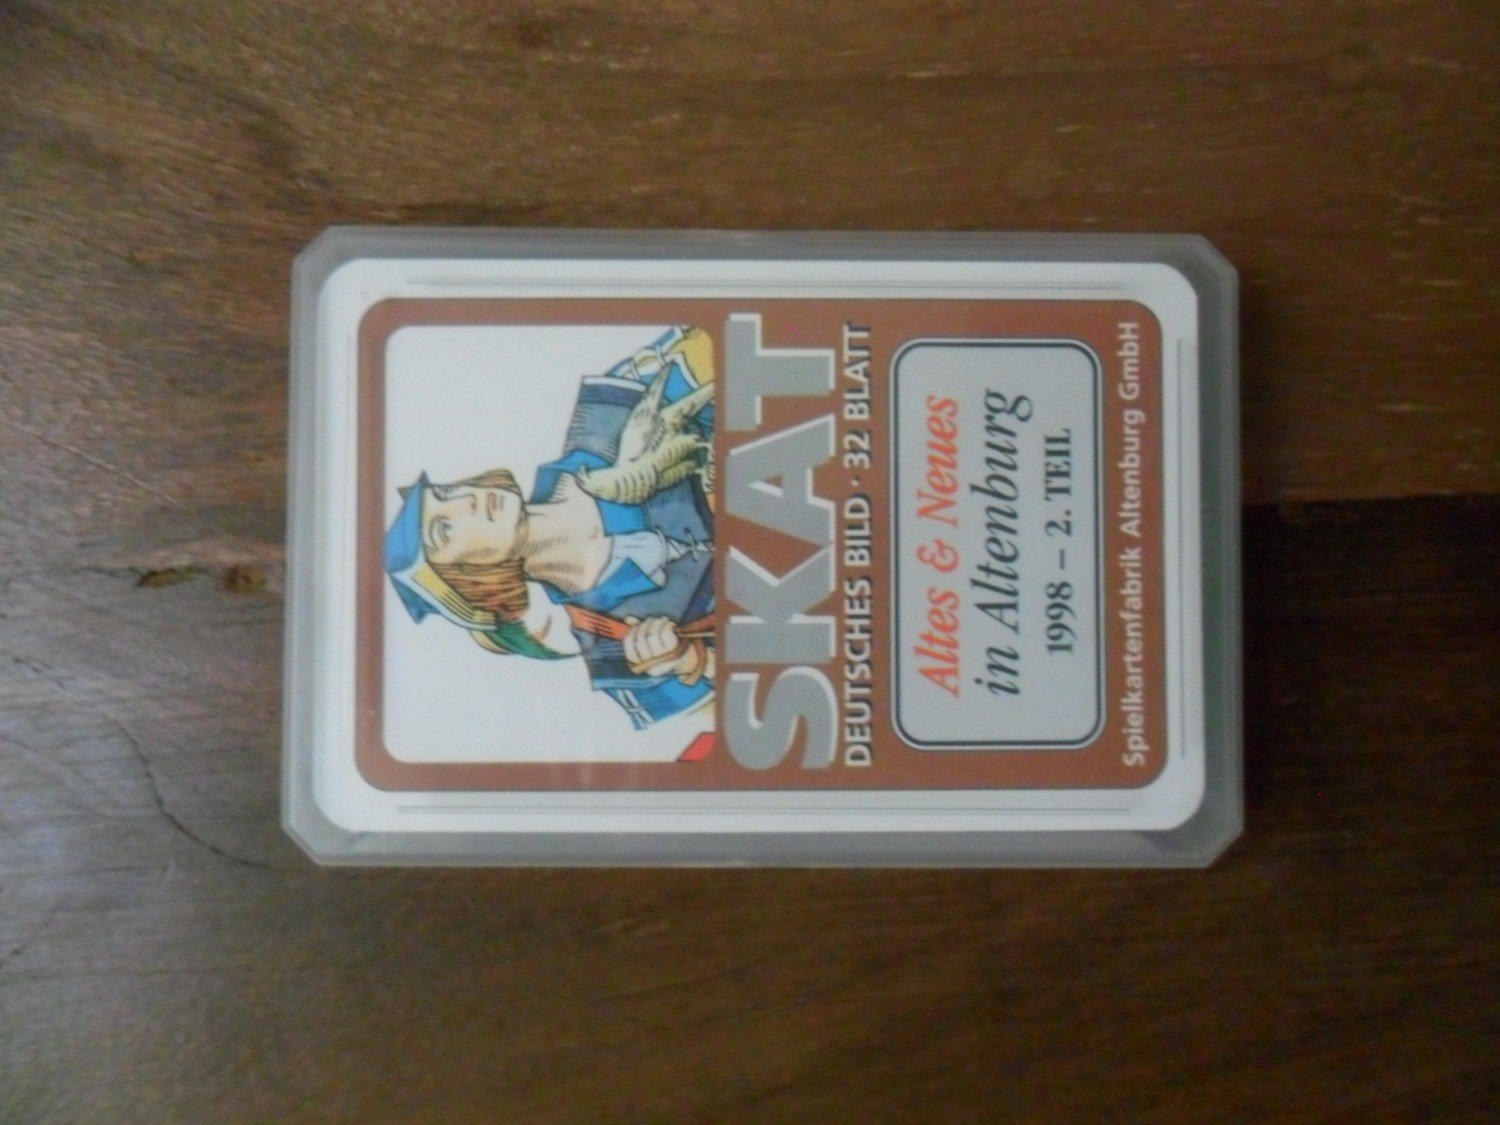 SKAT
DEUTSCHES BILD · 32 BLATT
Altes & Neues
in Altenburg
1998 – 2. TEIL
Spielkartenfabrik Altenburg GmbH